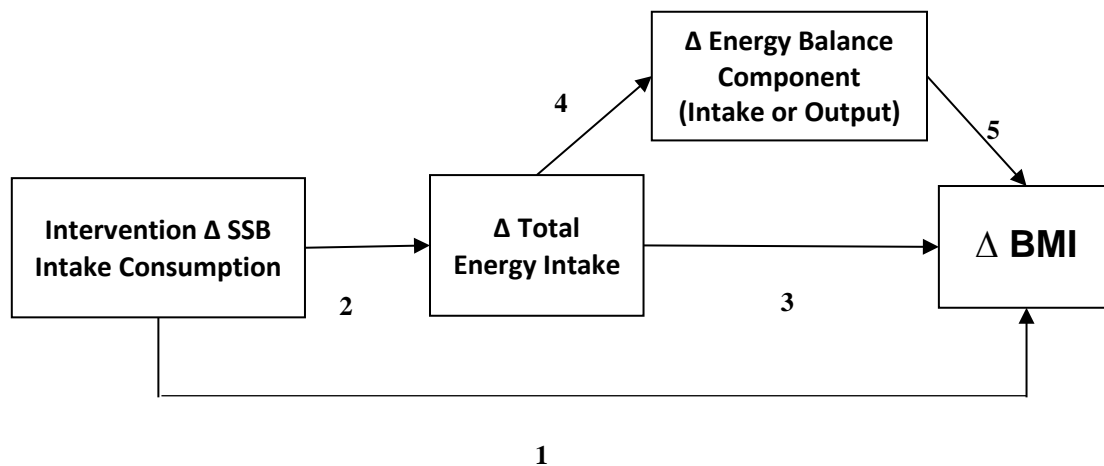 Δ Energy Balance
Component
(Intake or Output)
4
5
Intervention Δ SSB
Intake Consumption
Δ Total
Energy Intake
Δ BMI
2
3
1